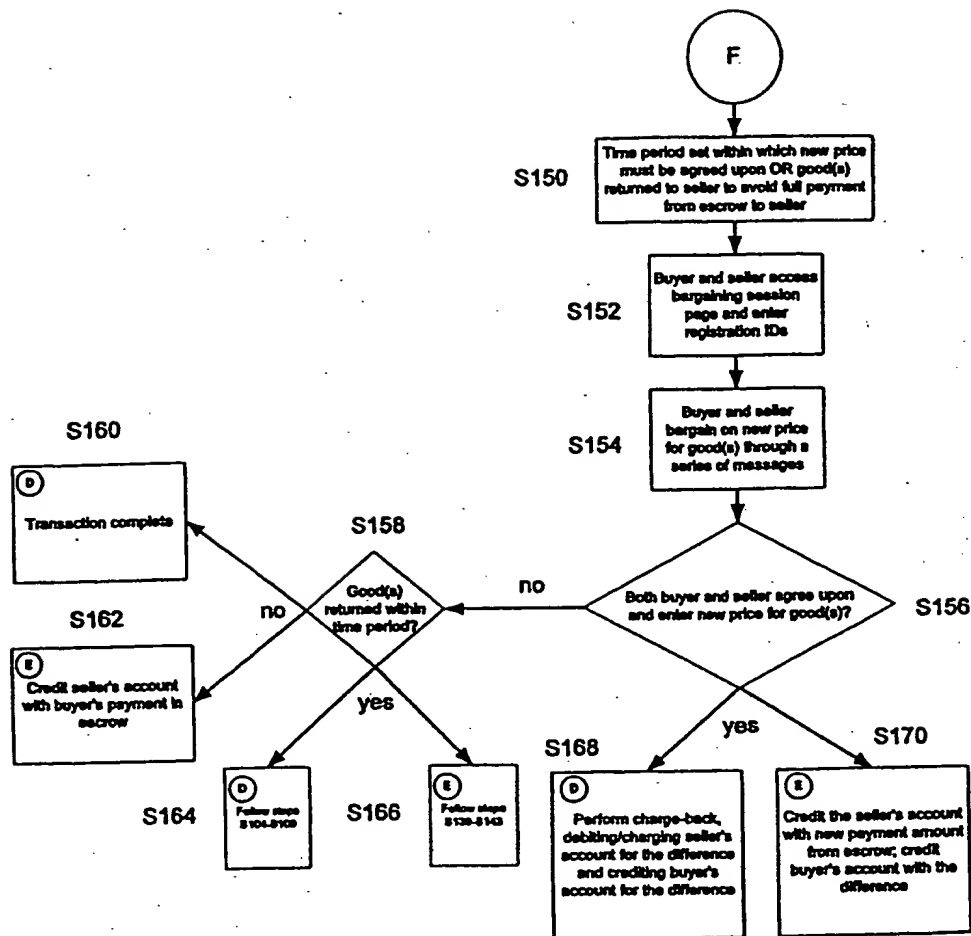 F
S150
Time period set within which new price
must be agreed upon OR good(s)
returned to seller to avoid full payment
from escrow to seller
S152
Buyer and seller access
bargaining session
page and enter
registration IDs
S154
Buyer and seller
bargain on new price
for good(s) through a
series of messages
S160
D
Transaction complete
S158
Good(s)
returned within
time period?
no
no
Both buyer and seller agree upon
and enter new price for good(s)?
S156
S162
E
Credit seller's account
with buyer's payment in
escrow
yes
yes
S164
D
Follow steps
S166
E
Follow steps
S168
D
Perform charge-back,
debiting/charging seller's
account for the difference
and crediting buyer's
account for the difference
S170
E
Credit the seller's account
with new payment amount
from escrow; credit
buyer's account with the
difference